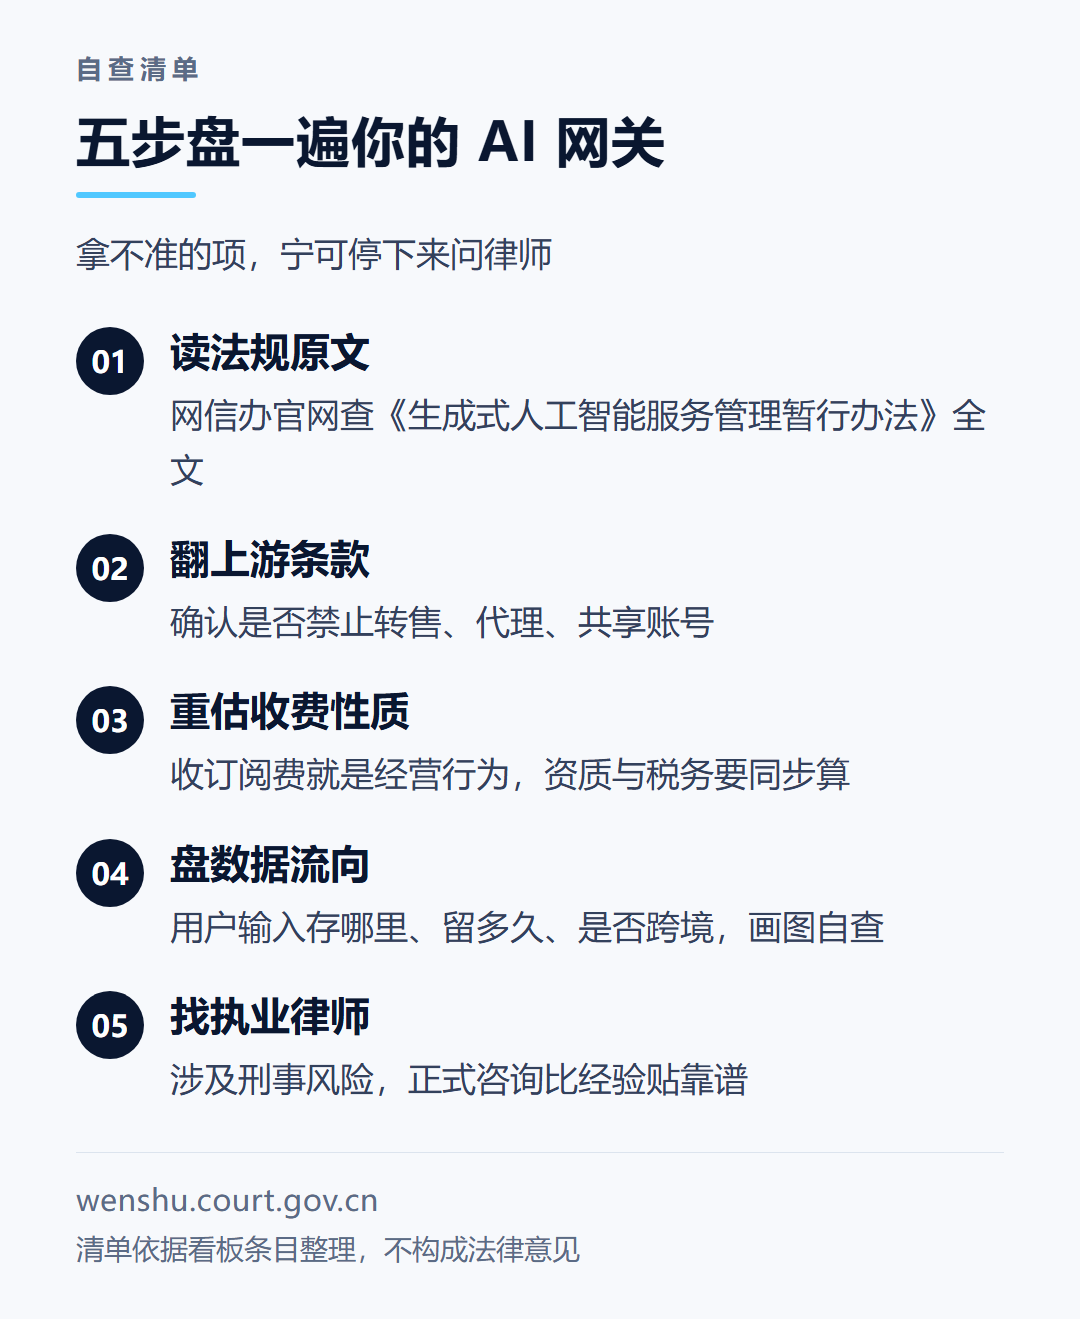 自查清单
五步盘一遍你的 AI 网关
拿不准的项，宁可停下来问律师
01
读法规原文
网信办官网查《生成式人工智能服务管理暂行办法》全
文
02
翻上游条款
确认是否禁止转售、代理、共享账号
03
重估收费性质
收订阅费就是经营行为，资质与税务要同步算
04
盘数据流向
用户输入存哪里、留多久、是否跨境，画图自查
05
找执业律师
涉及刑事风险，正式咨询比经验贴靠谱
wenshu.court.gov.cn
清单依据看板条目整理，不构成法律意见